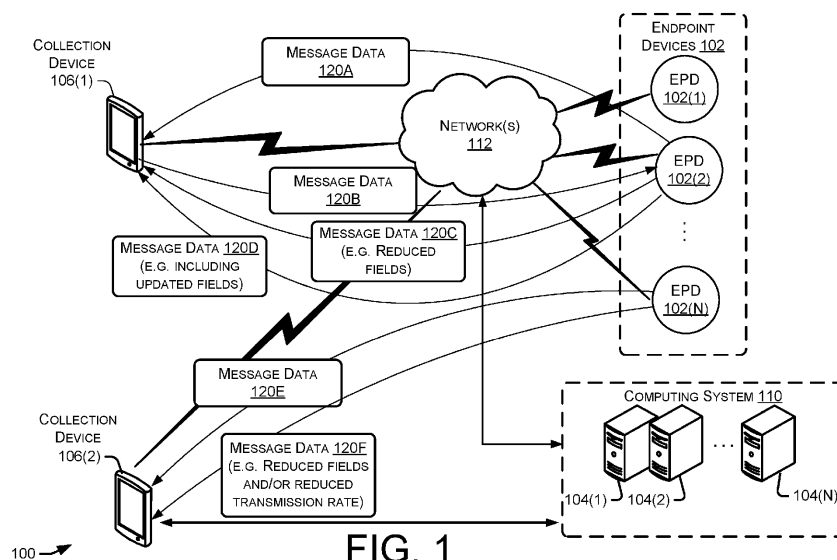 COLLECTION
DEVICE
106(1)
MESSAGE DATA
120A
ENDPOINT
DEVICES 102
EPD
102(1)
NETWORK(S)
112
EPD
102(2)
MESSAGE DATA
120B
MESSAGE DATA 120D
(E.G. INCLUDING
UPDATED FIELDS)
MESSAGE DATA 120C
(E.G. REDUCED
FIELDS)
EPD
102(N)
MESSAGE DATA
120E
COLLECTION
DEVICE
106(2)
MESSAGE DATA 120F
(E.G. REDUCED FIELDS
AND/OR REDUCED
TRANSMISSION RATE)
COMPUTING SYSTEM 110
104(1)
104(2)
104(N)
100
FIG. 1